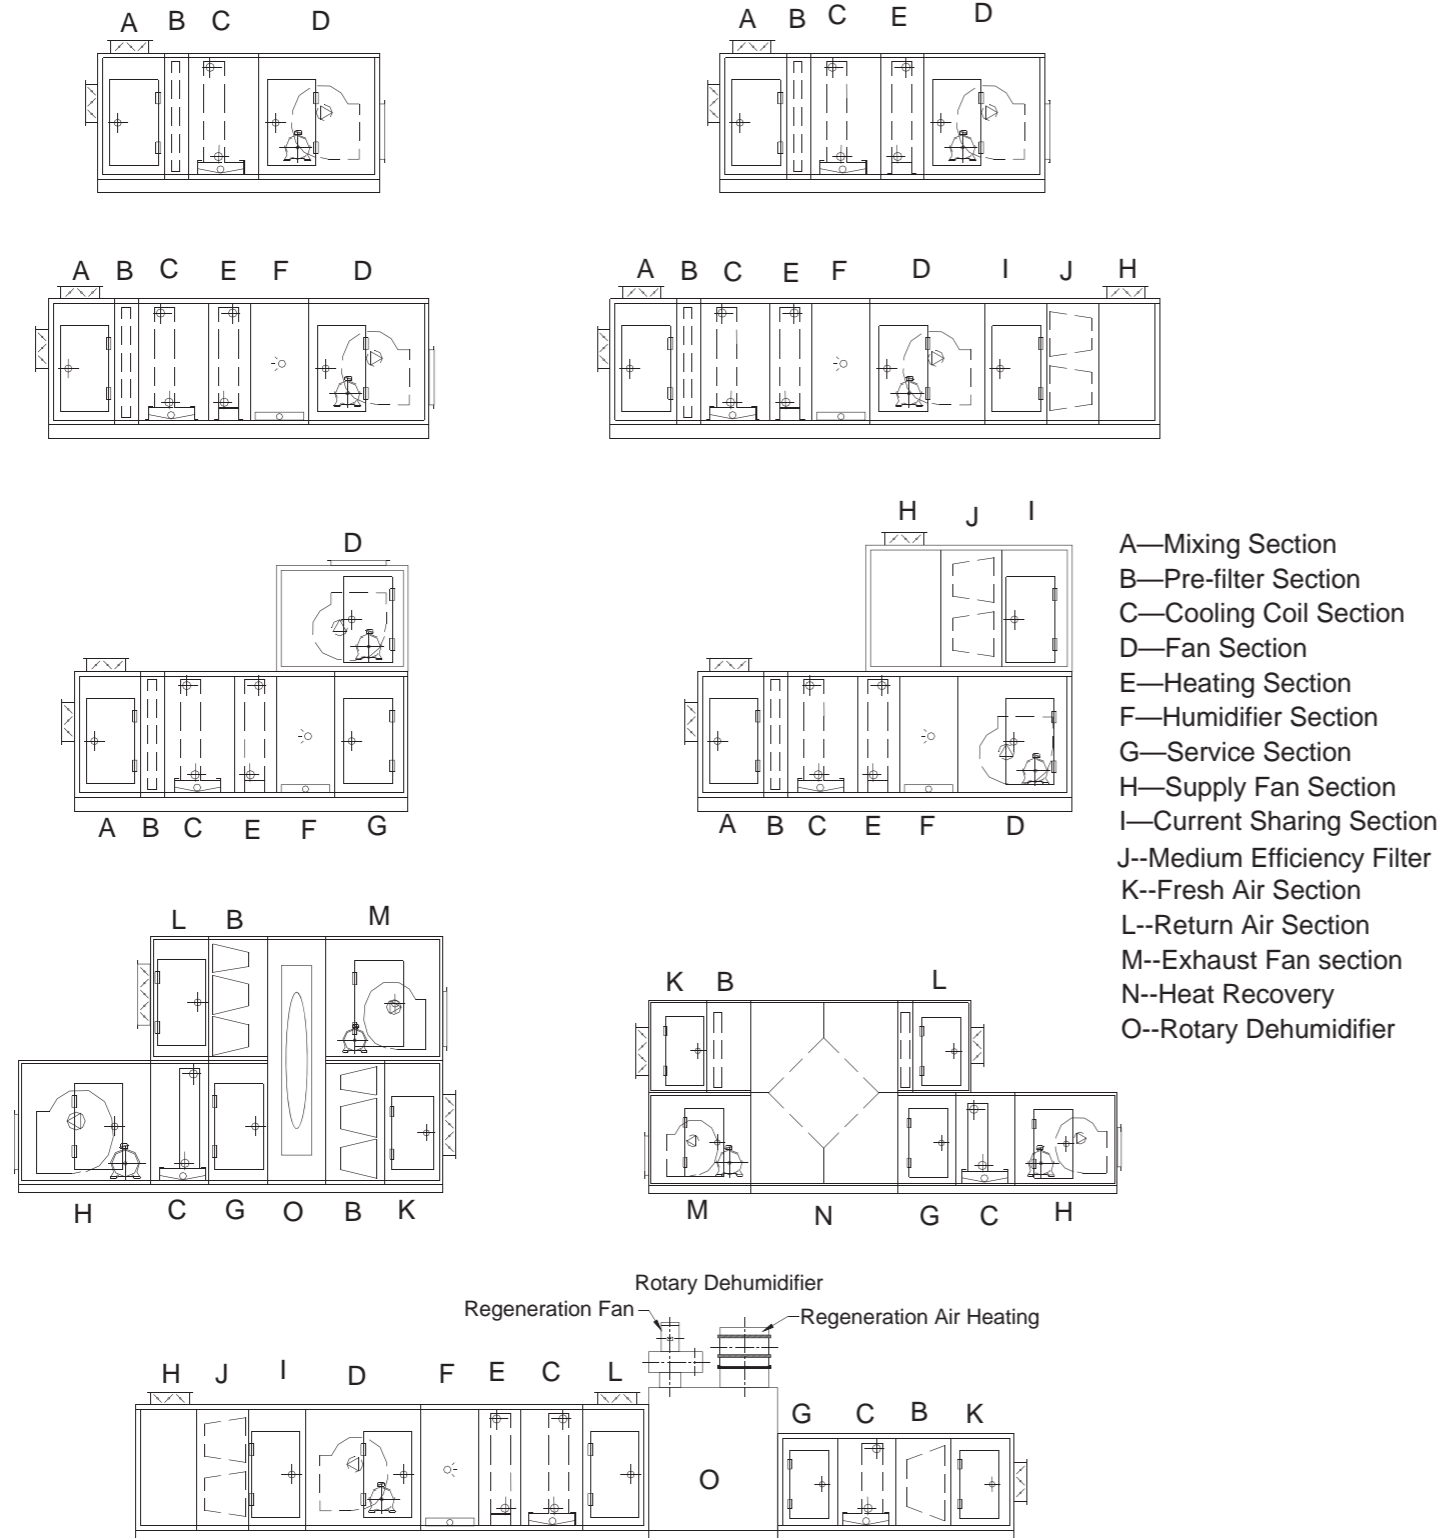 A B C D
A B C E D
A B C E F D
A B C E F D I J H
D
A B C E F G
H J I
A B C E F D
A—Mixing Section
B—Pre-filter Section
C—Cooling Coil Section
D—Fan Section
E—Heating Section
F—Humidifier Section
G—Service Section
H—Supply Fan Section
I—Current Sharing Section
J--Medium Efficiency Filter
K--Fresh Air Section
L--Return Air Section
M--Exhaust Fan section
N--Heat Recovery
O--Rotary Dehumidifier
L B M
H C G O B K
K B L
M N G C H
Rotary Dehumidifier
Regeneration Fan
Regeneration Air Heating
H J I D F E C L
O
G C B K